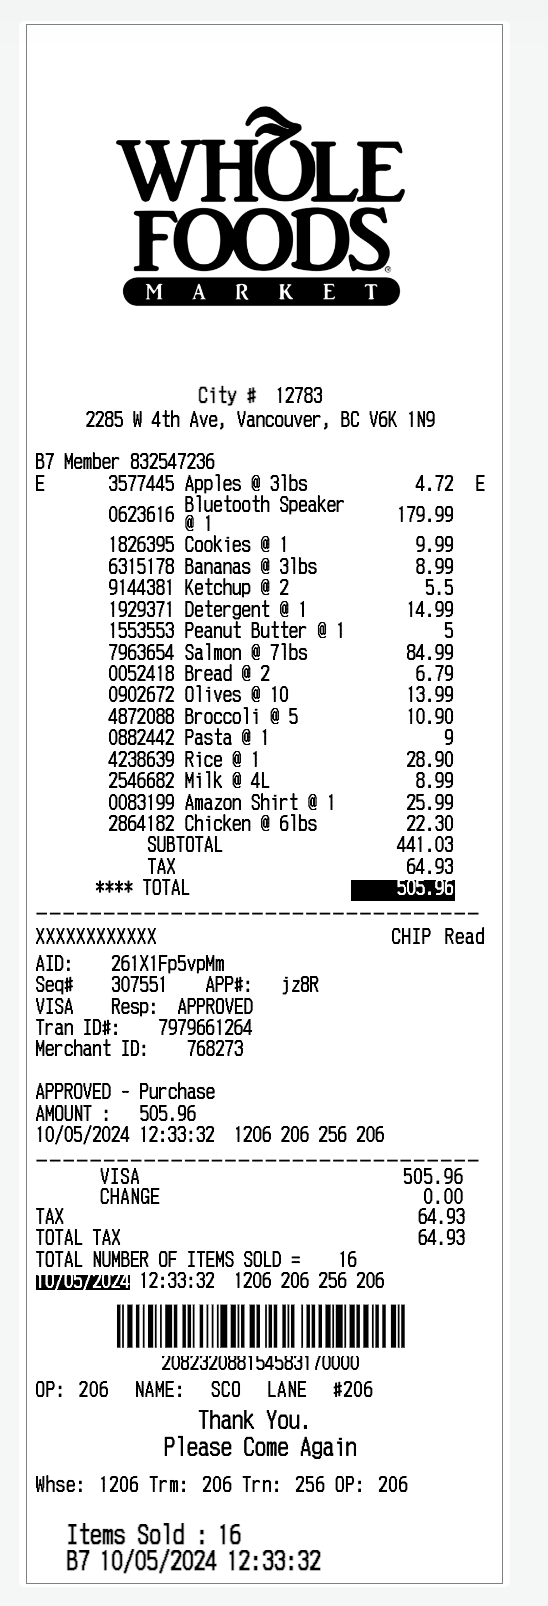 WHOLE
FOODS
MARKET
City # 12783
2285 W 4th Ave, Vancouver, BC V6K 1N9
B7 Member 832547236
E 3577445 Apples @ 3lbs 4.72 E
0623616 Bluetooth Speaker @ 1 179.99
1826395 Cookies @ 1 9.99
6315178 Bananas @ 3lbs 8.99
9144381 Ketchup @ 2 5.5
1929371 Detergent @ 1 14.99
1553553 Peanut Butter @ 1 5
7963654 Salmon @ 7lbs 84.99
0052418 Bread @ 2 6.79
0902672 Olives @ 10 13.99
4872088 Broccoli @ 5 10.90
0882442 Pasta @ 1 9
4238639 Rice @ 1 28.90
2546682 Milk @ 4L 8.99
0083199 Amazon Shirt @ 1 25.99
2864182 Chicken @ 6lbs 22.30
SUBTOTAL 441.03
TAX 64.93
**** TOTAL 505.96
XXXXXXXXXXXX CHIP Read
AID: 261X1Fp5vpMm
Seq# 307551 APP#: jz8R
VISA Resp: APPROVED
Tran ID#: 7979661264
Merchant ID: 768273
APPROVED - Purchase
AMOUNT : 505.96
10/05/2024 12:33:32 1206 206 256 206
VISA 505.96
CHANGE 0.00
TAX 64.93
TOTAL TAX 64.93
TOTAL NUMBER OF ITEMS SOLD = 16
10/05/2024 12:33:32 1206 206 256 206
208232088154583170000
OP: 206 NAME: SCO LANE #206
Thank You.
Please Come Again
Whse: 1206 Trm: 206 Trn: 256 OP: 206
Items Sold : 16
B7 10/05/2024 12:33:32